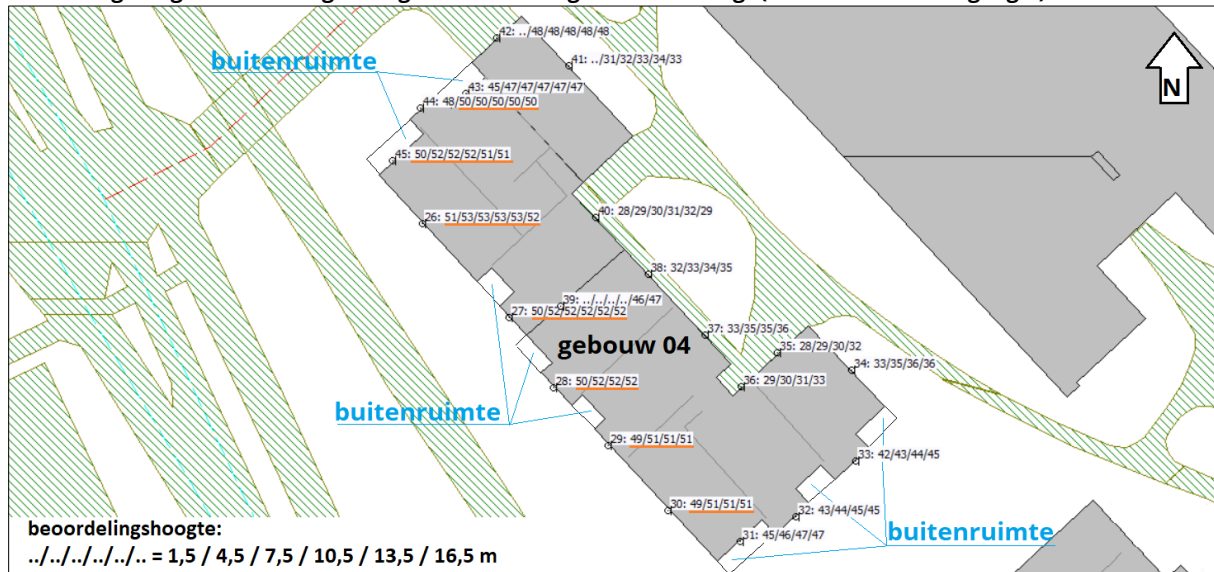 42: ../48/48/48/48/48
41: ../31/32/33/34/33
buitenruimte
43: 45/47/47/47/47/47
44: 48/50/50/50/50/50
N
45: 50/52/52/52/51/51
26: 51/53/53/53/53/52
40: 28/29/30/31/32/29
38: 32/33/34/35
39: ../../../../46/47
27: 50/52/52/52/52/52
37: 33/35/35/36
gebouw 04
35: 28/29/30/32
34: 33/35/36/36
28: 50/52/52/52
36: 29/30/31/33
buitenruimte
29: 49/51/51/51
33: 42/43/44/45
30: 49/51/51/51
32: 43/44/45/45
beoordelingshoogte:
31: 45/46/47/47
buitenruimte
../../../../../.. = 1,5 / 4,5 / 7,5 / 10,5 / 13,5 / 16,5 m